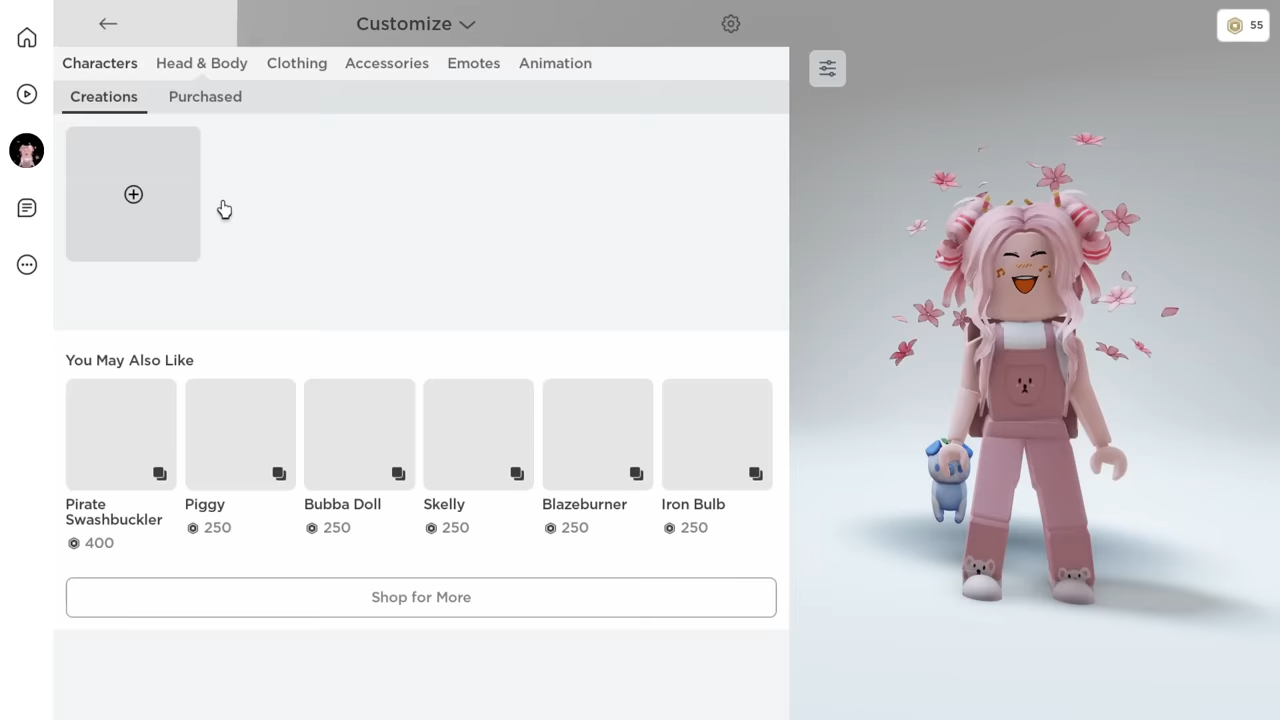 Customize
55
Characters Head & Body Clothing Accessories Emotes Animation
Creations Purchased
You May Also Like
Pirate
Swashbuckler
400
Piggy
250
Bubba Doll
250
Skelly
250
Blazeburner
250
Iron Bulb
250
Shop for More